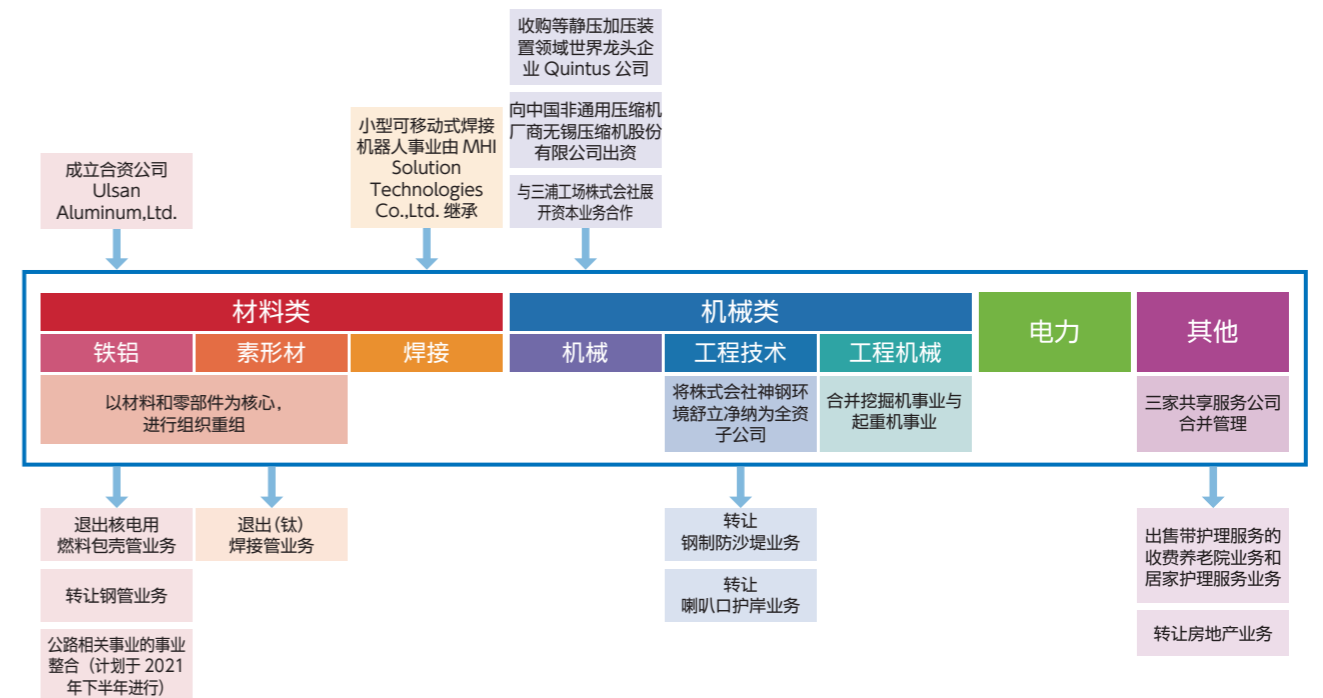 成立合资公司
Ulsan
Aluminum,Ltd.
小型可移动式焊接
机器人事业由 MHI
Solution
Technologies
Co.,Ltd. 继承
收购等静压加压装
置领域世界龙头企
业 Quintus 公司
向中国非通用压缩机
厂商无锡压缩机股份
有限公司出资
与三浦工场株式会社展
开资本业务合作
材料类
机械类
电力
其他
铁铝
素形材
焊接
机械
工程技术
工程机械
以材料和零部件为核心，
进行组织重组
将株式会社神钢环
境舒立净纳为全资
子公司
合并挖掘机事业与
起重机事业
三家共享服务公司
合并管理
退出核电用
燃料包壳管业务
转让钢管业务
公路相关事业的事业
整合（计划于 2021
年下半年进行）
退出（钛）
焊接管业务
转让
钢制防沙堤业务
转让
喇叭口护岸业务
出售带护理服务的
收费养老院业务和
居家护理服务业务
转让房地产业务